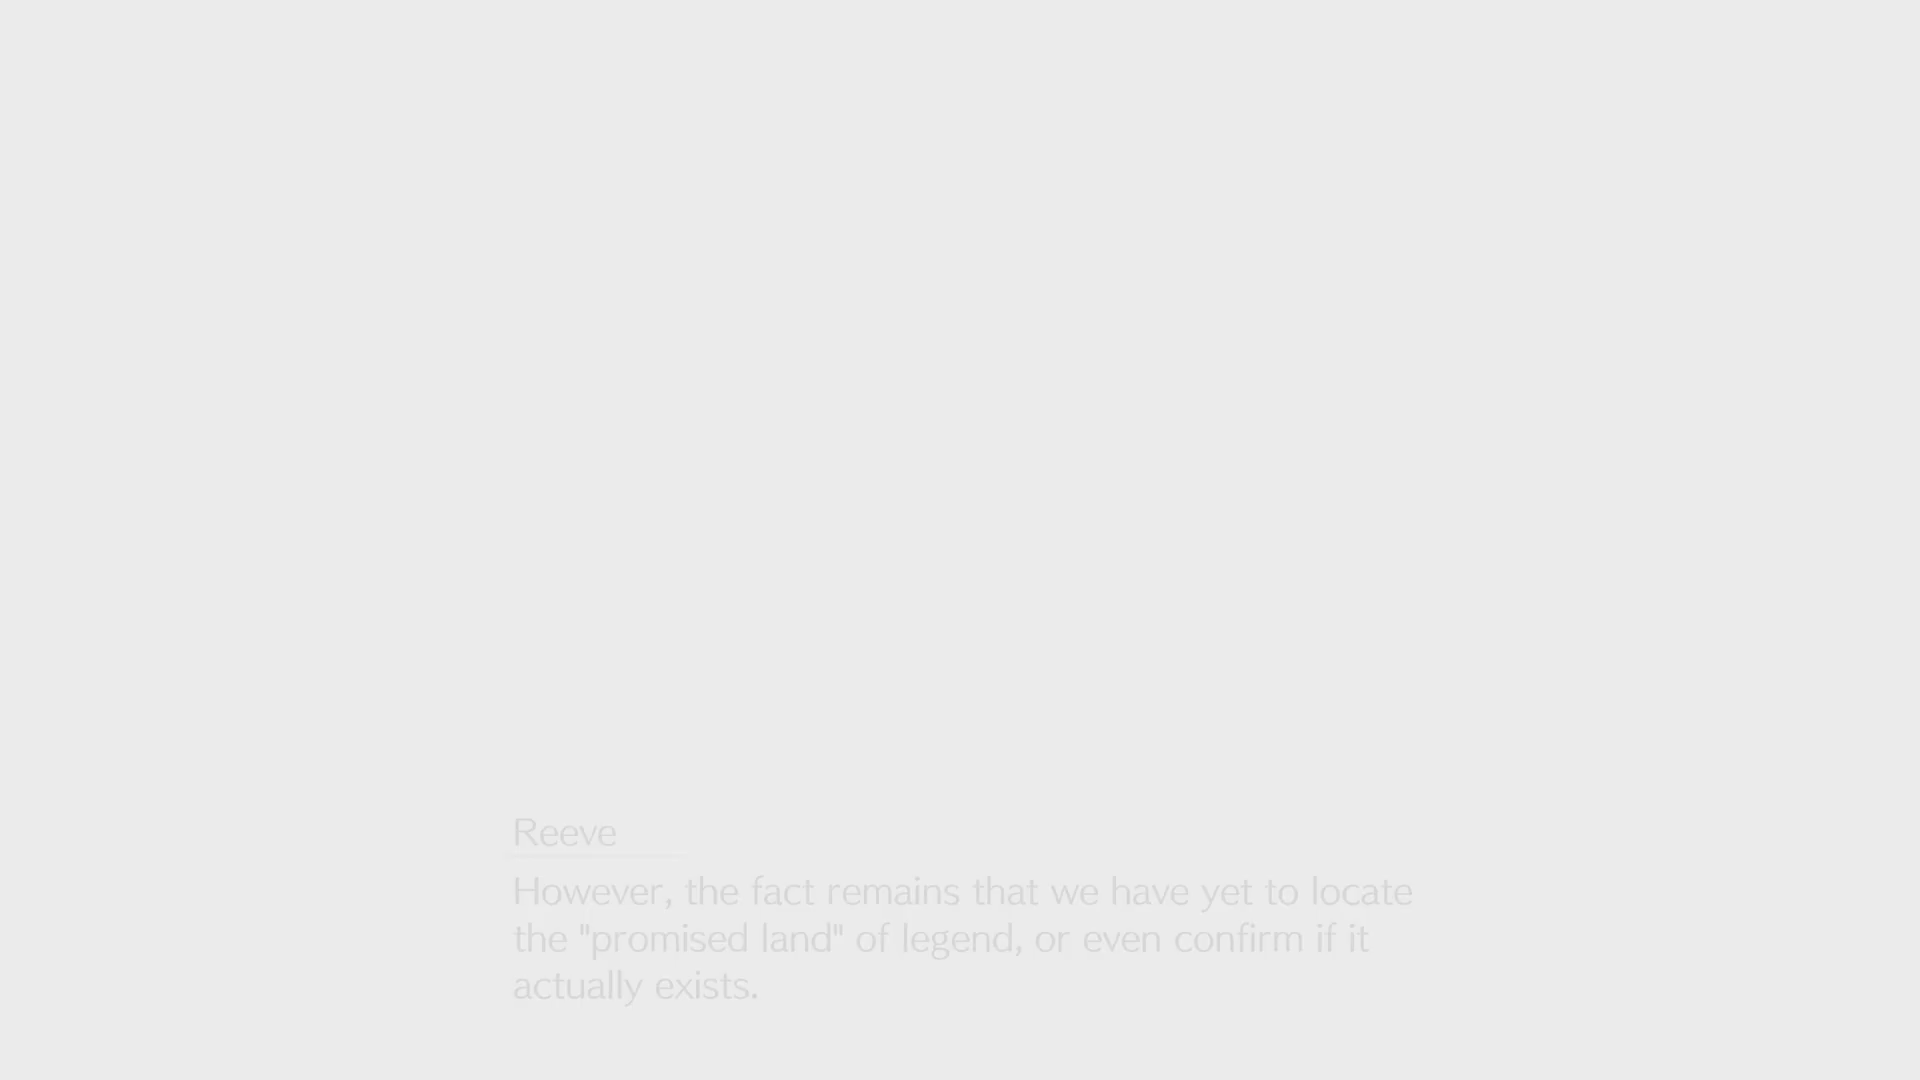 Reeve
However, the fact remains that we have yet to locate
the "promised land" of legend, or even confirm if it
actually exists.